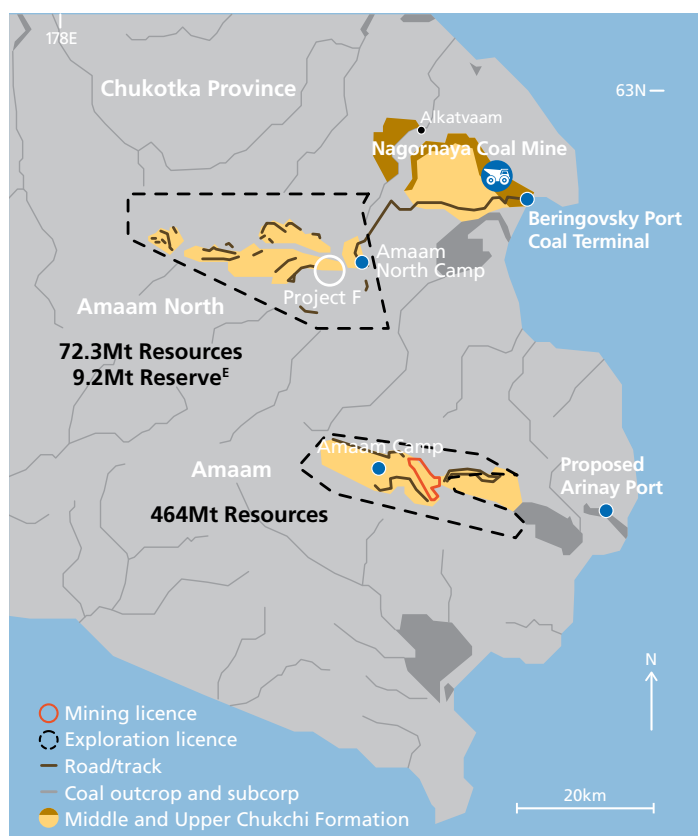 178E
Chukotka Province
63N
Alkatvaam
Nagornaya Coal Mine
Beringovsky Port
Coal Terminal
Amaam
North Camp
Project F
Amaam North
72.3Mt Resources
9.2Mt Reserveᴱ
Amaam Camp
Amaam
Proposed
Arinay Port
464Mt Resources
N
Mining licence
Exploration licence
Road/track
Coal outcrop and subcorp
Middle and Upper Chukchi Formation
20km